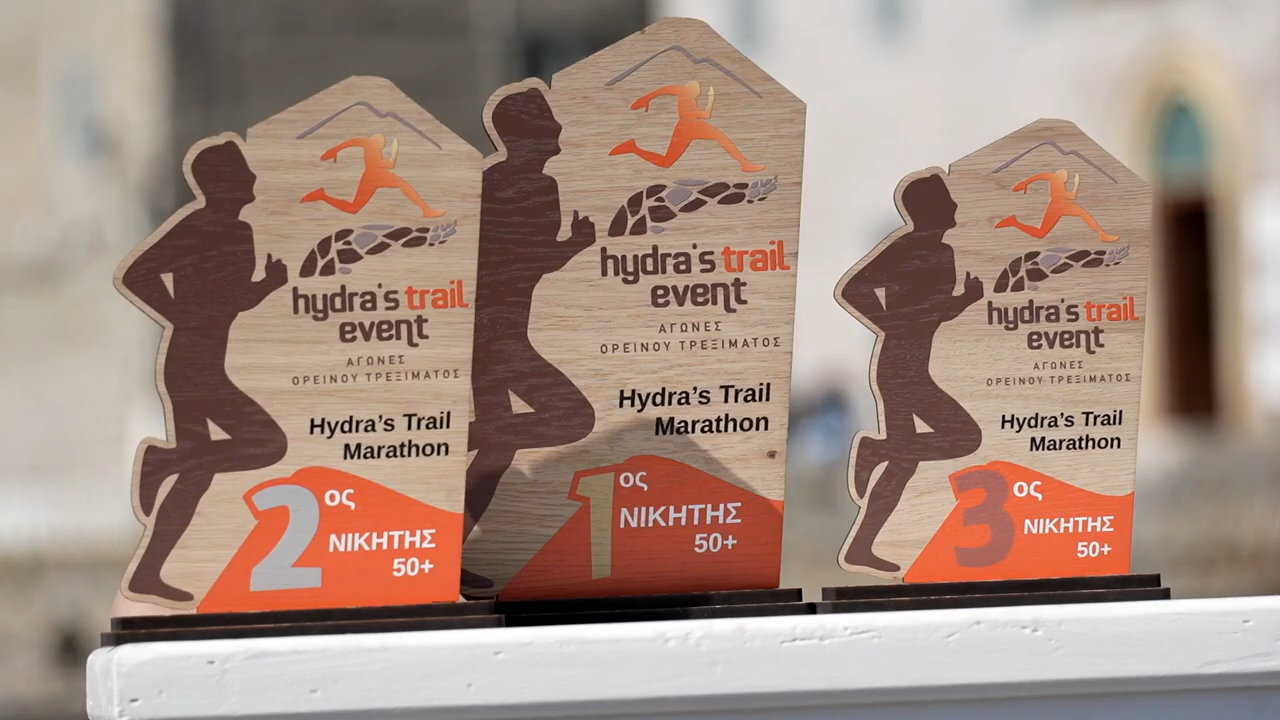 hydra's trail
event
ΑΓΩΝΕΣ
ΟΡΕΙΝΟΥ ΤΡΕΞΙΜΑΤΟΣ
Hydra's Trail
Marathon
2ος
ΝΙΚΗΤΗΣ
50+
hydra's trail
event
ΑΓΩΝΕΣ
ΟΡΕΙΝΟΥ ΤΡΕΞΙΜΑΤΟΣ
Hydra's Trail
Marathon
1ος
ΝΙΚΗΤΗΣ
50+
hydra's trail
event
ΑΓΩΝΕΣ
ΟΡΕΙΝΟΥ ΤΡΕΞΙΜΑΤΟΣ
Hydra's Trail
Marathon
3ος
ΝΙΚΗΤΗΣ
50+